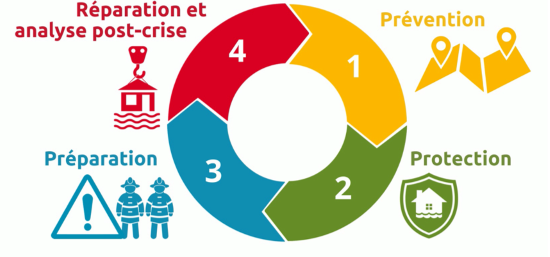 Réparation et
analyse post-crise
4
Prévention
1
Préparation
3
Protection
2
!